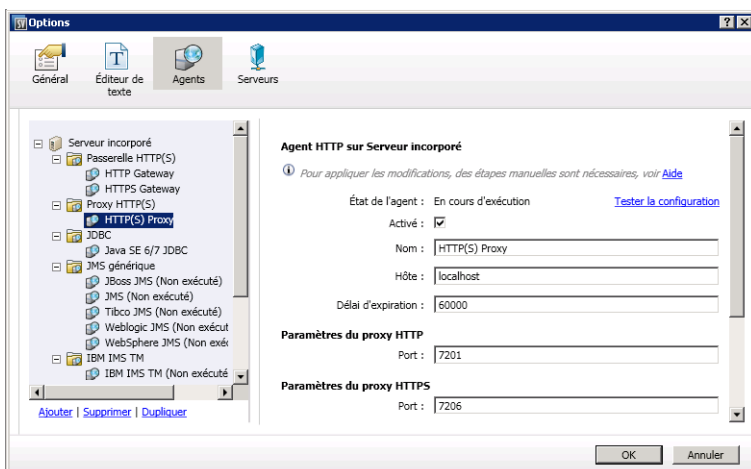 SV Options
Général
Éditeur de texte
Agents
Serveurs
Serveur incorporé
Passerelle HTTP(S)
HTTP Gateway
HTTPS Gateway
Proxy HTTP(S)
HTTP(S) Proxy
JDBC
Java SE 6/7 JDBC
JMS générique
JBoss JMS (Non exécuté)
JMS (Non exécuté)
Tibco JMS (Non exécuté)
Weblogic JMS (Non exécut
WebSphere JMS (Non exéc
IBM IMS TM
IBM IMS TM (Non exécuté
Ajouter | Supprimer | Dupliquer
Agent HTTP sur Serveur incorporé
Pour appliquer les modifications, des étapes manuelles sont nécessaires, voir Aide
État de l'agent : En cours d'exécution Tester la configuration
Activé :
Nom : HTTP(S) Proxy
Hôte : localhost
Délai d'expiration : 60000
Paramètres du proxy HTTP
Port : 7201
Paramètres du proxy HTTPS
Port : 7206
OK Annuler